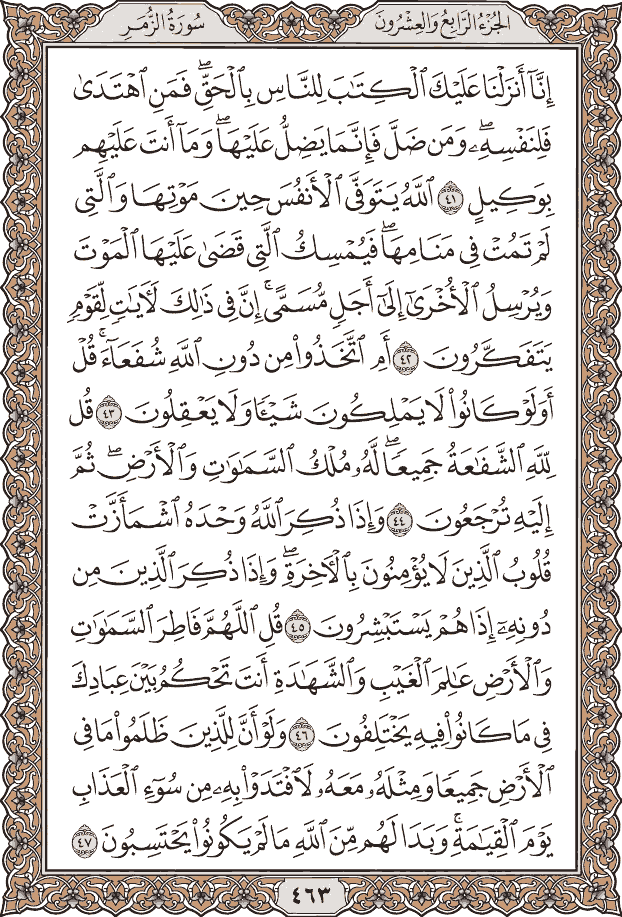 الجُزْءُ الرَّابِعُ وَالعِشْرُونَ
سُورَةُ الزُّمَرِ
إِنَّآ أَنزَلْنَا عَلَيْكَ ٱلْكِتَٰبَ لِلنَّاسِ بِٱلْحَقِّۖ فَمَنِ ٱهْتَدَىٰ
فَلِنَفْسِهِۦۖ وَمَن ضَلَّ فَإِنَّمَا يَضِلُّ عَلَيْهَاۖ وَمَآ أَنتَ عَلَيْهِم
بِوَكِيلٍ ٤١ ٱللَّهُ يَتَوَفَّى ٱلْأَنفُسَ حِينَ مَوْتِهَا وَٱلَّتِى
لَمْ تَمُتْ فِى مَنَامِهَاۖ فَيُمْسِكُ ٱلَّتِى قَضَىٰ عَلَيْهَا ٱلْمَوْتَ
وَيُرْسِلُ ٱلْأُخْرَىٰٓ إِلَىٰٓ أَجَلٍ مُّسَمًّىۚ إِنَّ فِى ذَٰلِكَ لَـَٔايَٰتٍ لِّقَوْمٍ
يَتَفَكَّرُونَ ٤٢ أَمِ ٱتَّخَذُوا۟ مِن دُونِ ٱللَّهِ شُفَعَآءَۚ قُلْ
أَوَلَوْ كَانُوا۟ لَا يَمْلِكُونَ شَيْـًٔا وَلَا يَعْقِلُونَ ٤٣ قُل
لِّلَّهِ ٱلشَّفَٰعَةُ جَمِيعًاۖ لَّهُۥ مُلْكُ ٱلسَّمَٰوَٰتِ وَٱلْأَرْضِۖ ثُمَّ
إِلَيْهِ تُرْجَعُونَ ٤٤ وَإِذَا ذُكِرَ ٱللَّهُ وَحْدَهُ ٱشْمَأَزَّتْ
قُلُوبُ ٱلَّذِينَ لَا يُؤْمِنُونَ بِٱلْـَٔاخِرَةِۖ وَإِذَا ذُكِرَ ٱلَّذِينَ مِن
دُونِهِۦٓ إِذَا هُمْ يَسْتَبْشِرُونَ ٤٥ قُلِ ٱللَّهُمَّ فَاطِرَ ٱلسَّمَٰوَٰتِ
وَٱلْأَرْضِ عَٰلِمَ ٱلْغَيْبِ وَٱلشَّهَٰدَةِ أَنتَ تَحْكُمُ بَيْنَ عِبَادِكَ
فِى مَا كَانُوا۟ فِيهِ يَخْتَلِفُونَ ٤٦ وَلَوْ أَنَّ لِلَّذِينَ ظَلَمُوا۟ مَا فِى
ٱلْأَرْضِ جَمِيعًا وَمِثْلَهُۥ مَعَهُۥ لَٱفْتَدَوْا۟ بِهِۦ مِن سُوٓءِ ٱلْعَذَابِ
يَوْمَ ٱلْقِيَٰمَةِۚ وَبَدَا لَهُم مِّنَ ٱللَّهِ مَا لَمْ يَكُونُوا۟ يَحْتَسِبُونَ ٤٧
٤٦٣